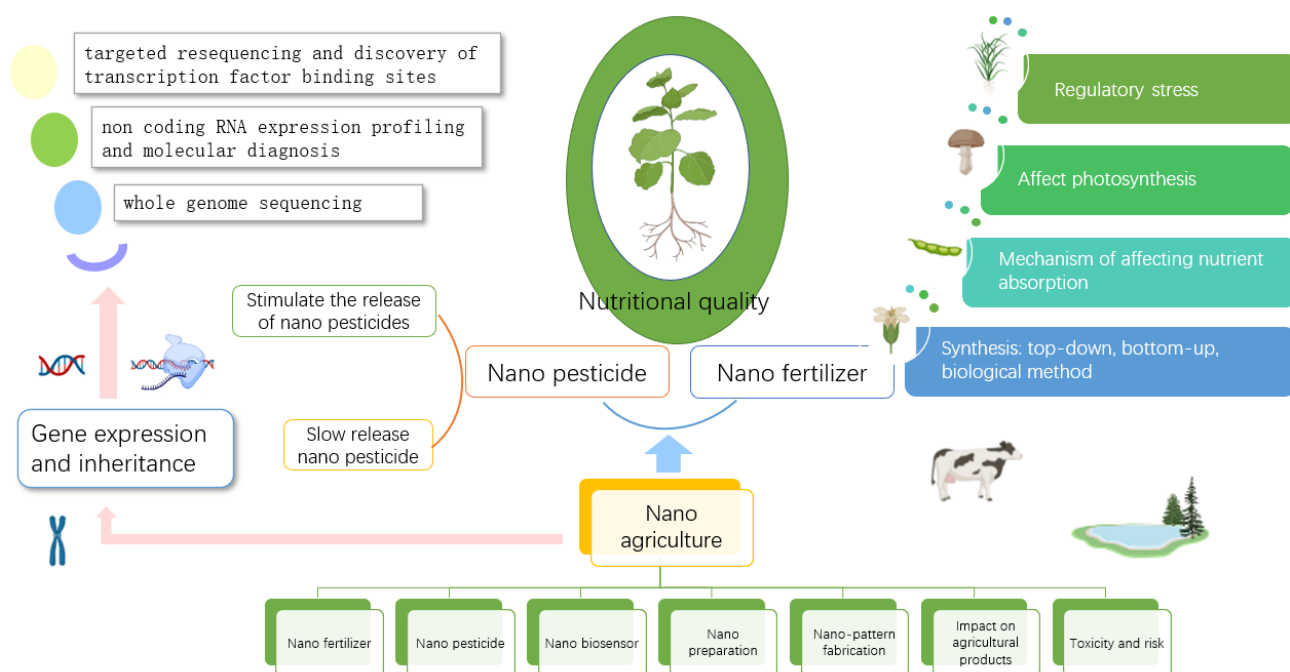 targeted resequencing and discovery of
transcription factor binding sites
non coding RNA expression profiling
and molecular diagnosis
whole genome sequencing
Regulatory stress
Affect photosynthesis
Mechanism of affecting nutrient
absorption
Synthesis: top-down, bottom-up,
biological method
Nutritional quality
Stimulate the release
of nano pesticides
Slow release
nano pesticide
Nano pesticide
Nano fertilizer
Gene expression
and inheritance
Nano
agriculture
Nano fertilizer
Nano pesticide
Nano biosensor
Nano
preparation
Nano-pattern
fabrication
Impact on
agricultural
products
Toxicity and risk